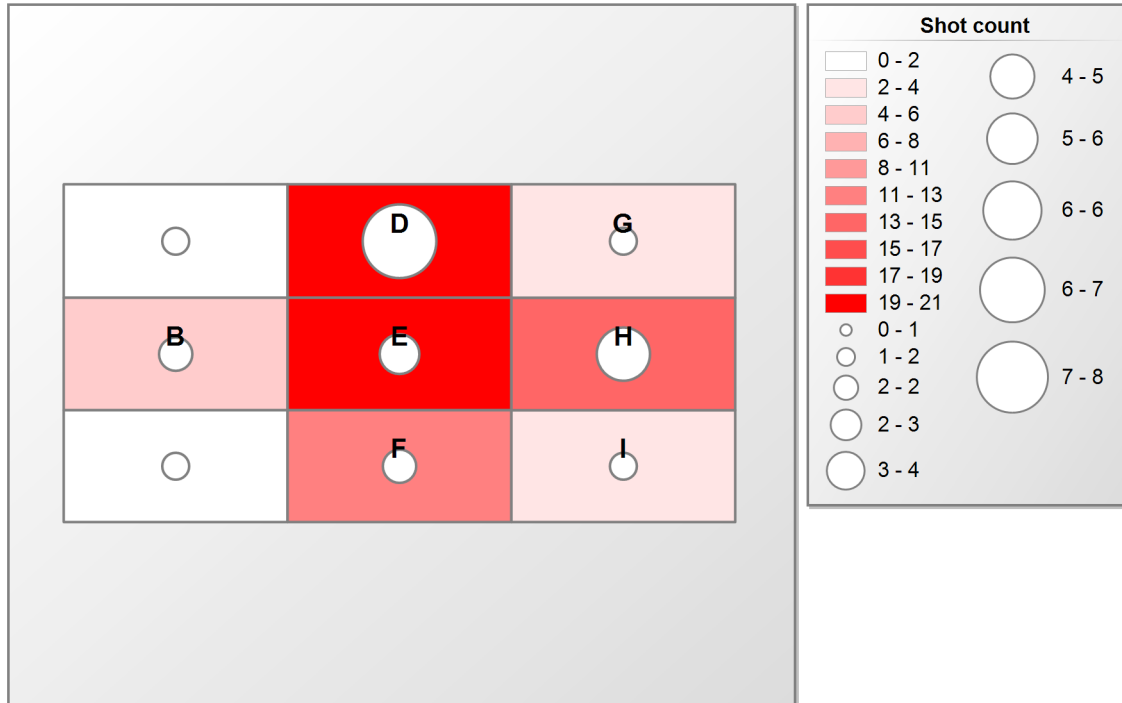 D
G
B
E
H
F
I
Shot count
0 - 2
2 - 4
4 - 6
6 - 8
8 - 11
11 - 13
13 - 15
15 - 17
17 - 19
19 - 21
0 - 1
1 - 2
2 - 2
2 - 3
3 - 4
4 - 5
5 - 6
6 - 6
6 - 7
7 - 8